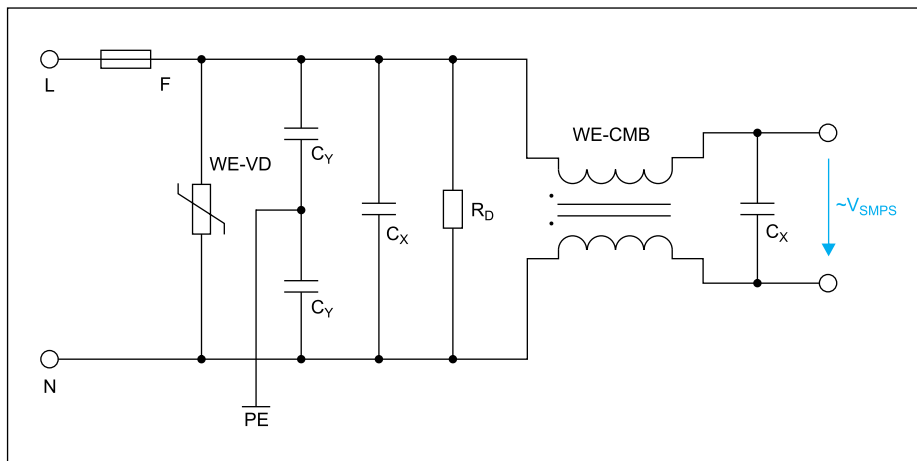 L
F
WE-VD
C_Y
C_X
R_D
WE-CMB
C_X
~V_SMPS
C_Y
N
PE